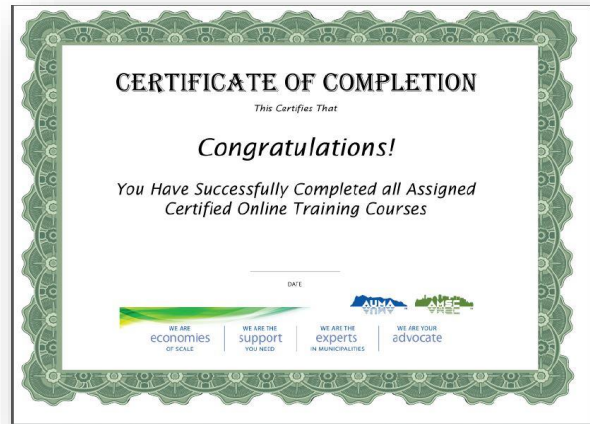 CERTIFICATE OF COMPLETION
This Certifies That
Congratulations!
You Have Successfully Completed all Assigned
Certified Online Training Courses
DATE
AUMA AMSC
WE ARE economies OF SCALE
WE ARE THE support YOU NEED
WE ARE THE experts IN MUNICIPALITIES
WE ARE YOUR advocate